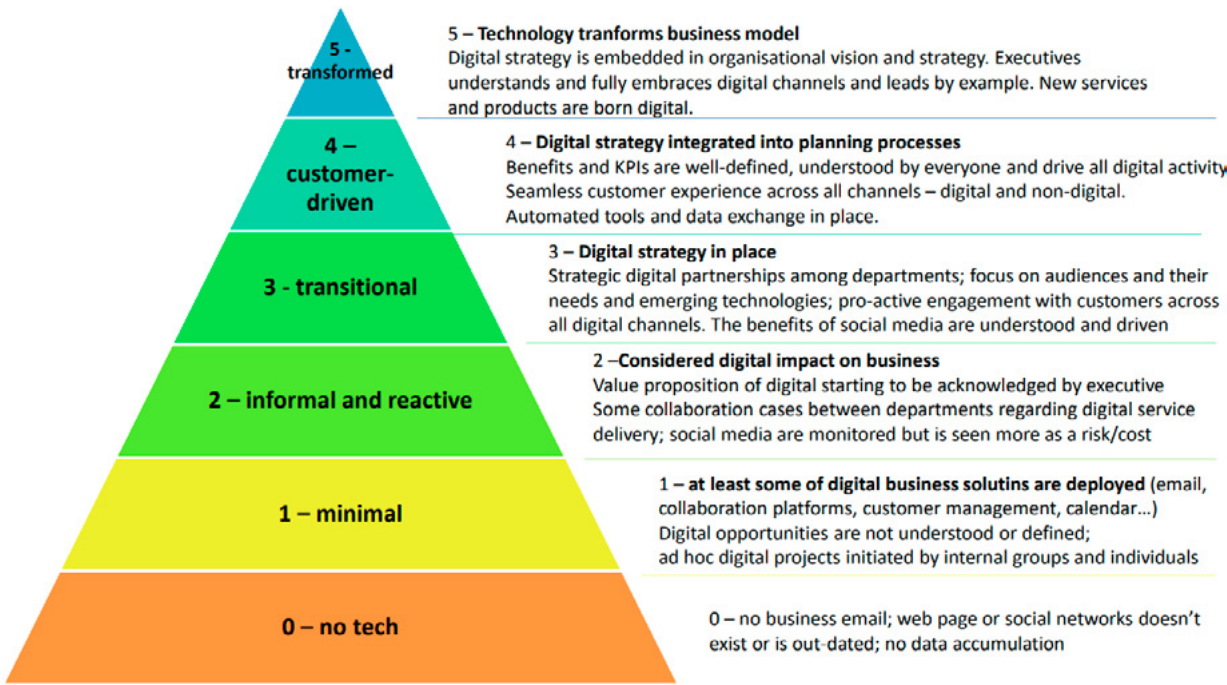 5 -
transformed
5 – Technology tranforms business model
Digital strategy is embedded in organisational vision and strategy. Executives
understands and fully embraces digital channels and leads by example. New services
and products are born digital.
4 –
customer-
driven
4 – Digital strategy integrated into planning processes
Benefits and KPIs are well-defined, understood by everyone and drive all digital activity
Seamless customer experience across all channels – digital and non-digital.
Automated tools and data exchange in place.
3 - transitional
3 – Digital strategy in place
Strategic digital partnerships among departments; focus on audiences and their
needs and emerging technologies; pro-active engagement with customers across
all digital channels. The benefits of social media are understood and driven
2 – informal and reactive
2 –Considered digital impact on business
Value proposition of digital starting to be acknowledged by executive
Some collaboration cases between departments regarding digital service
delivery; social media are monitored but is seen more as a risk/cost
1 – minimal
1 – at least some of digital business solutins are deployed (email,
collaboration platforms, customer management, calendar…)
Digital opportunities are not understood or defined;
ad hoc digital projects initiated by internal groups and individuals
0 – no tech
0 – no business email; web page or social networks doesn't
exist or is out-dated; no data accumulation